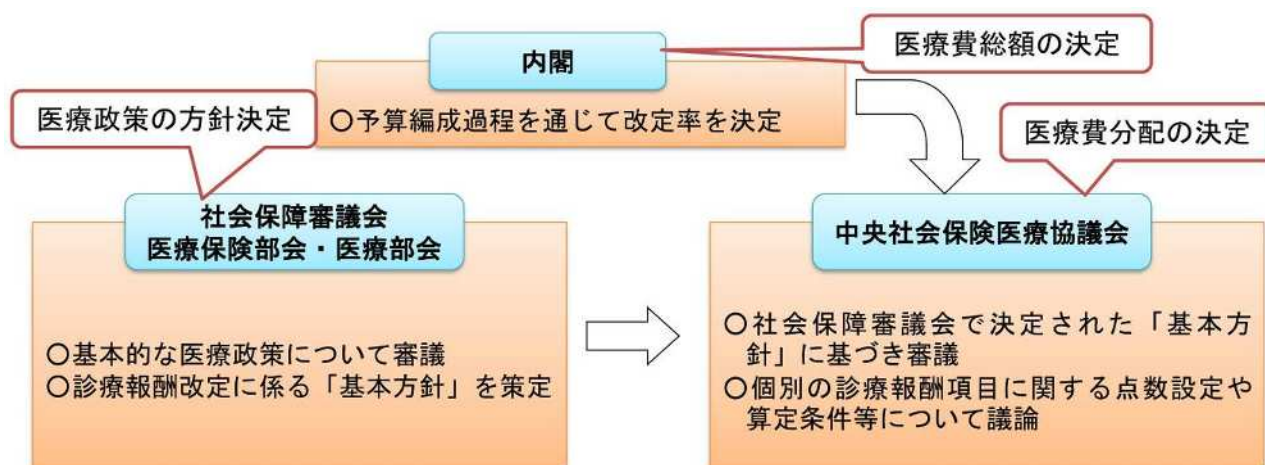 医療費総額の決定
内閣
〇予算編成過程を通じて改定率を決定
医療政策の方針決定
医療費分配の決定
社会保障審議会
医療保険部会・医療部会
〇基本的な医療政策について審議
〇診療報酬改定に係る「基本方針」を策定
中央社会保険医療協議会
〇社会保障審議会で決定された「基本方
針」に基づき審議
〇個別の診療報酬項目に関する点数設定や
算定条件等について議論